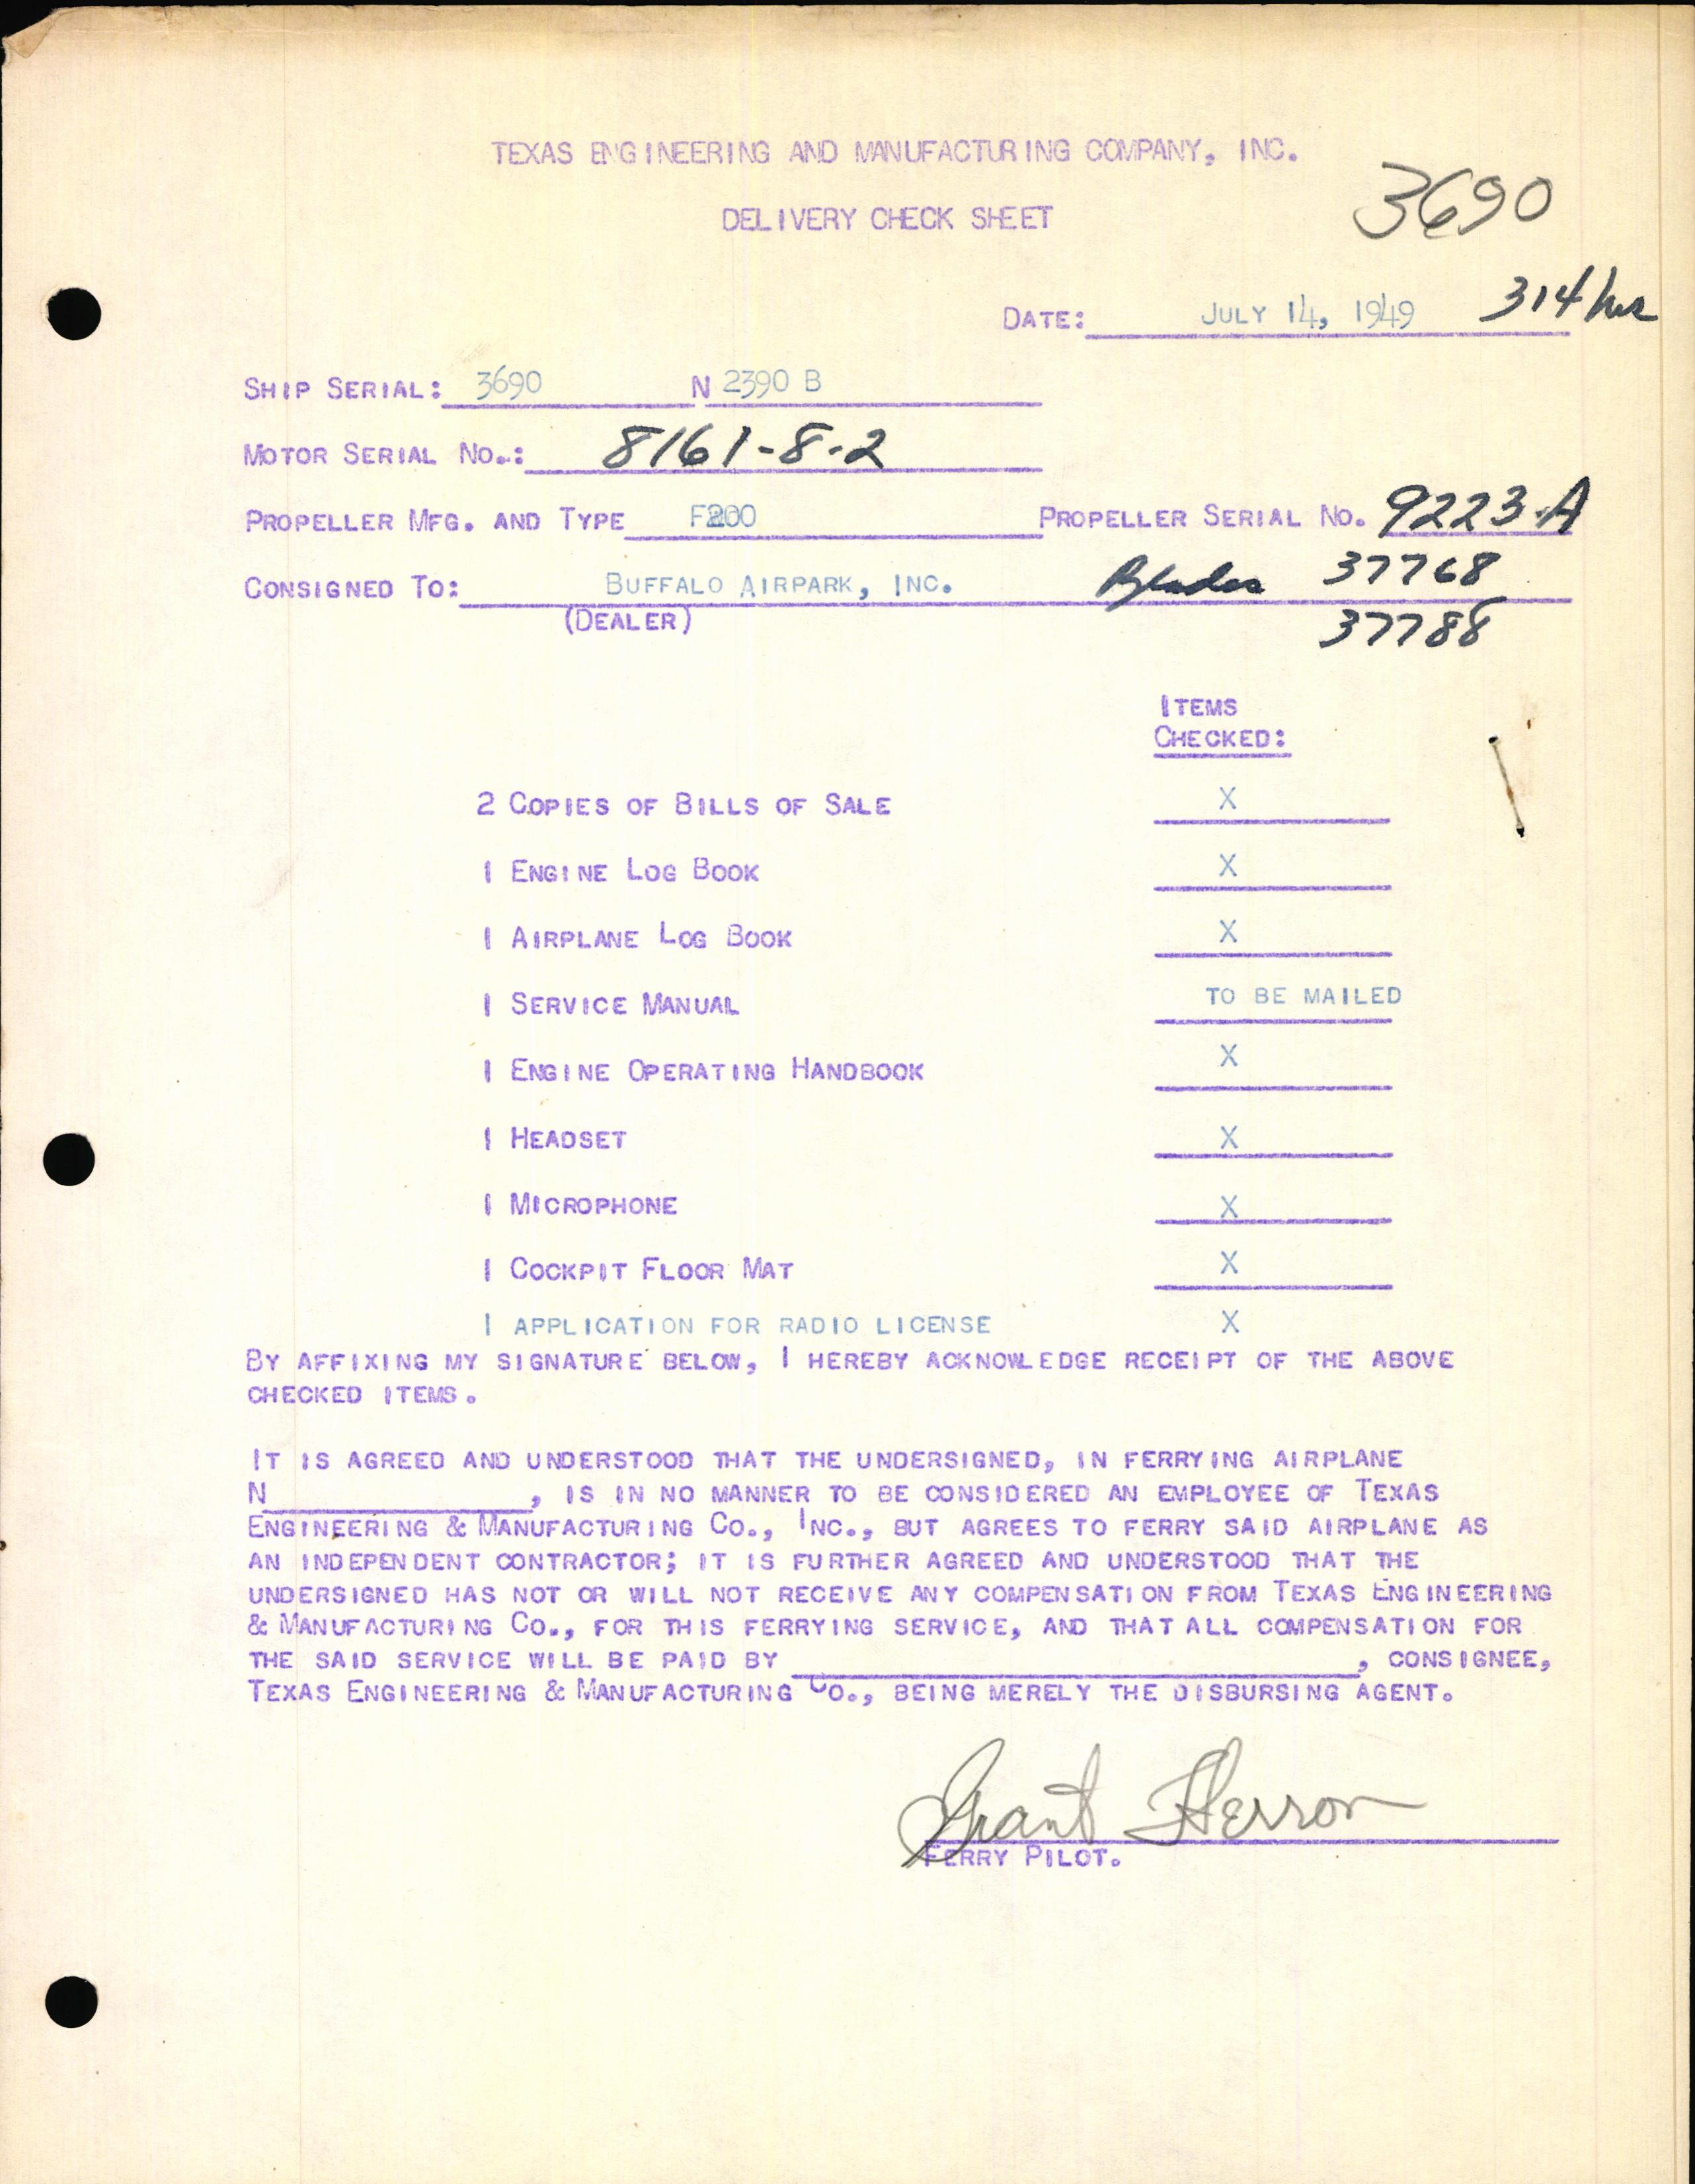 TEXAS ENGINEERING AND MANUFACTURING COMPANY, INC.
3690
DELIVERY CHECK SHEET
DATE: JULY 14, 1949 314 hrs
SHIP SERIAL: 3690 N 2390 B
MOTOR SERIAL NO.: 8161-8-2
PROPELLER MFG. AND TYPE F200 PROPELLER SERIAL NO. 9223-A
CONSIGNED TO: BUFFALO AIRPARK, INC. Blades 37768
(DEALER) 37788
ITEMS
CHECKED:
2 COPIES OF BILLS OF SALE X
1 ENGINE LOG BOOK X
1 AIRPLANE LOG BOOK X
1 SERVICE MANUAL TO BE MAILED
1 ENGINE OPERATING HANDBOOK X
1 HEADSET X
1 MICROPHONE X
1 COCKPIT FLOOR MAT X
1 APPLICATION FOR RADIO LICENSE X
BY AFFIXING MY SIGNATURE BELOW, I HEREBY ACKNOWLEDGE RECEIPT OF THE ABOVE
CHECKED ITEMS.
IT IS AGREED AND UNDERSTOOD THAT THE UNDERSIGNED, IN FERRYING AIRPLANE
N , IS IN NO MANNER TO BE CONSIDERED AN EMPLOYEE OF TEXAS
ENGINEERING & MANUFACTURING CO., INC., BUT AGREES TO FERRY SAID AIRPLANE AS
AN INDEPENDENT CONTRACTOR; IT IS FURTHER AGREED AND UNDERSTOOD THAT THE
UNDERSIGNED HAS NOT OR WILL NOT RECEIVE ANY COMPENSATION FROM TEXAS ENGINEERING
& MANUFACTURING CO., FOR THIS FERRYING SERVICE, AND THAT ALL COMPENSATION FOR
THE SAID SERVICE WILL BE PAID BY , CONSIGNEE,
TEXAS ENGINEERING & MANUFACTURING CO., BEING MERELY THE DISBURSING AGENT.
Grant Herron
FERRY PILOT.